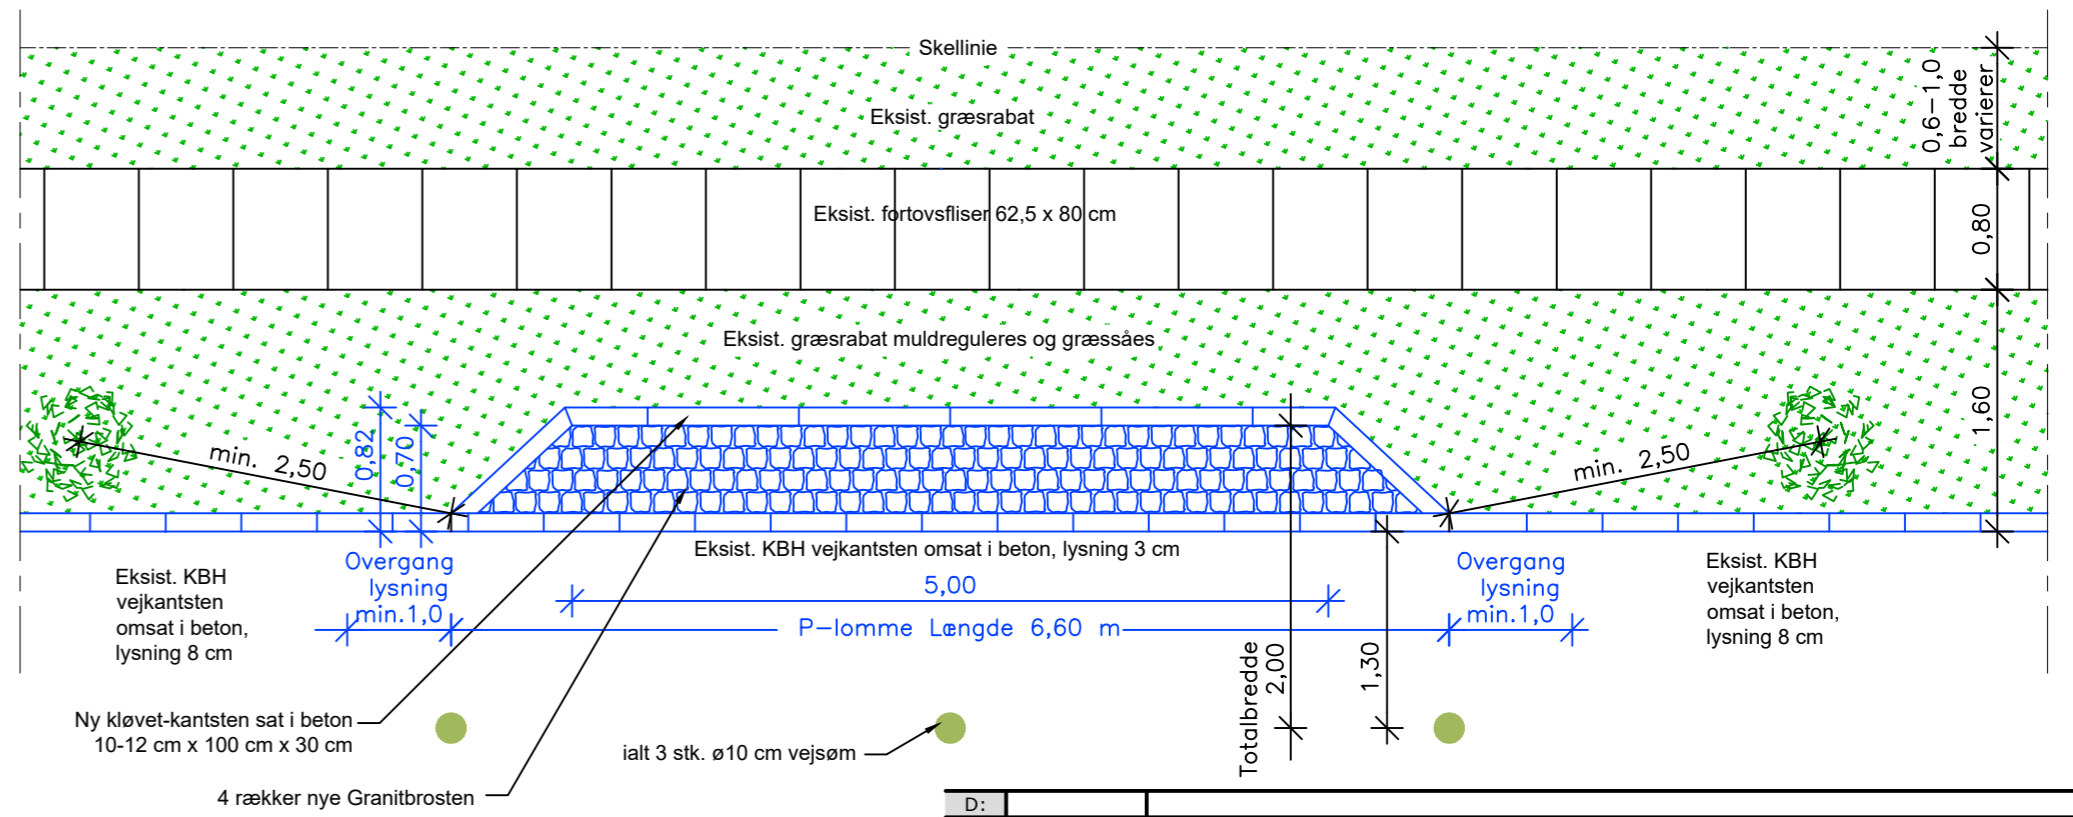 Skellinie
Eksist. græsrabat
0,6-1,0
bredde
varierer
Eksist. fortovsfliser 62,5 x 80 cm
0,80
Eksist. græsrabat muldreguleres og græssåes
1,60
min. 2,50
0,82
0,70
min. 2,50
Eksist. KBH vejkantsten omsat i beton, lysning 3 cm
Eksist. KBH
vejkantsten
omsat i beton,
lysning 8 cm
Overgang
lysning
min.1,0
5,00
P-lomme Længde 6,60 m
Overgang
lysning
min.1,0
Eksist. KBH
vejkantsten
omsat i beton,
lysning 8 cm
Totalbredde
2,00
1,30
Ny kløvet-kantsten sat i beton
10-12 cm x 100 cm x 30 cm
ialt 3 stk. ø10 cm vejsøm
4 rækker nye Granitbrosten
D: